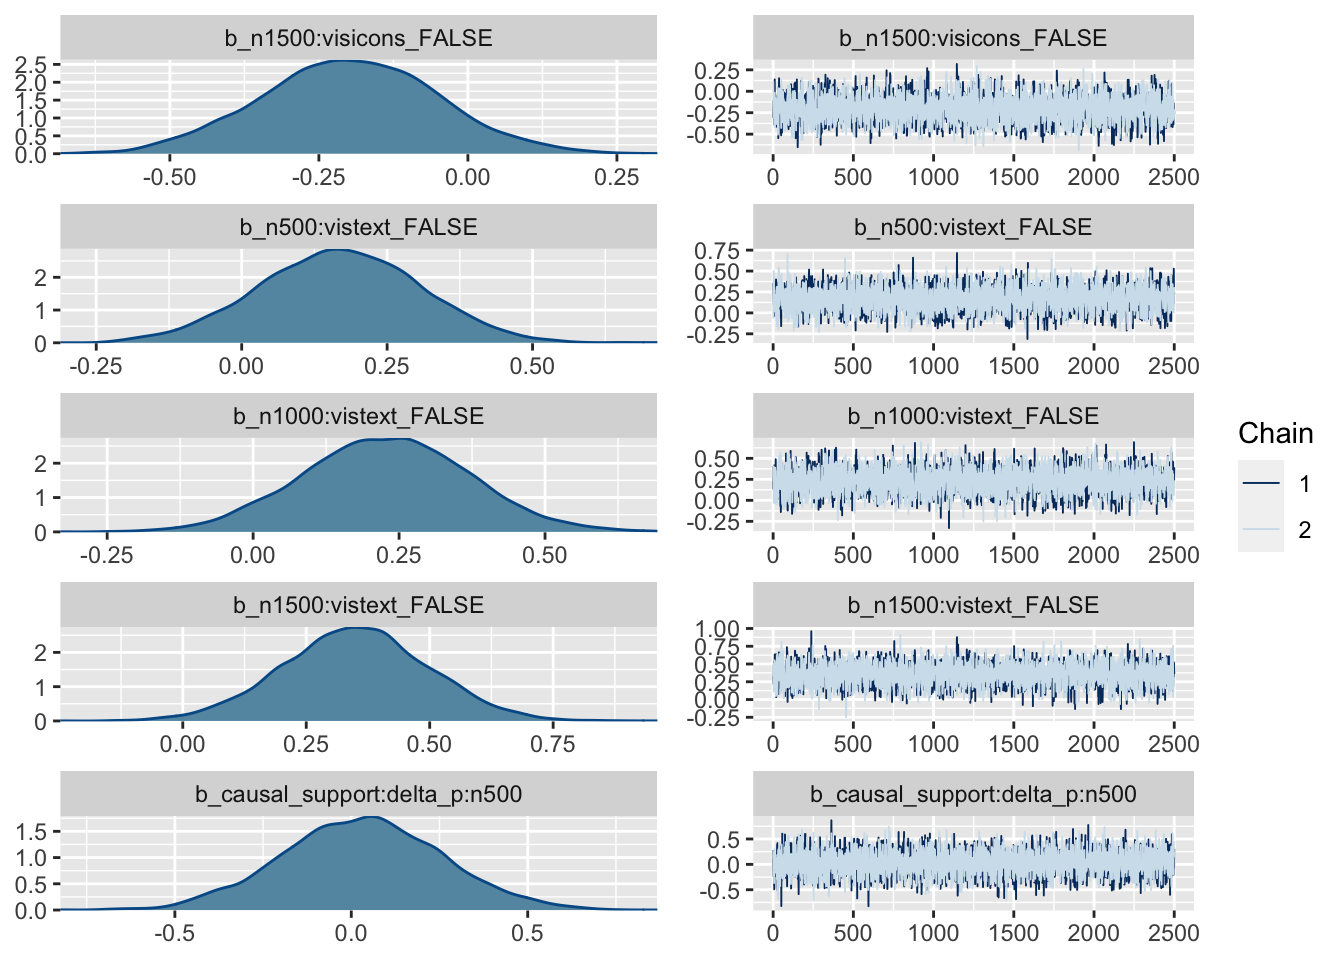 b_n1500:visicons_FALSE
2.5
2.0
1.5
1.0
0.5
0.0
-0.50 -0.25 0.00 0.25
b_n1500:visicons_FALSE
0.25
0.00
-0.25
-0.50
0 500 1000 1500 2000 2500
b_n500:vistext_FALSE
2
1
0
-0.25 0.00 0.25 0.50
b_n500:vistext_FALSE
0.75
0.50
0.25
0.00
-0.25
0 500 1000 1500 2000 2500
b_n1000:vistext_FALSE
2
1
0
-0.25 0.00 0.25 0.50
b_n1000:vistext_FALSE
0.50
0.25
0.00
-0.25
0 500 1000 1500 2000 2500
b_n1500:vistext_FALSE
2
1
0
0.00 0.25 0.50 0.75
b_n1500:vistext_FALSE
1.00
0.75
0.50
0.25
0.00
-0.25
0 500 1000 1500 2000 2500
b_causal_support:delta_p:n500
1.5
1.0
0.5
0.0
-0.5 0.0 0.5
b_causal_support:delta_p:n500
0.5
0.0
-0.5
0 500 1000 1500 2000 2500
Chain
1
2